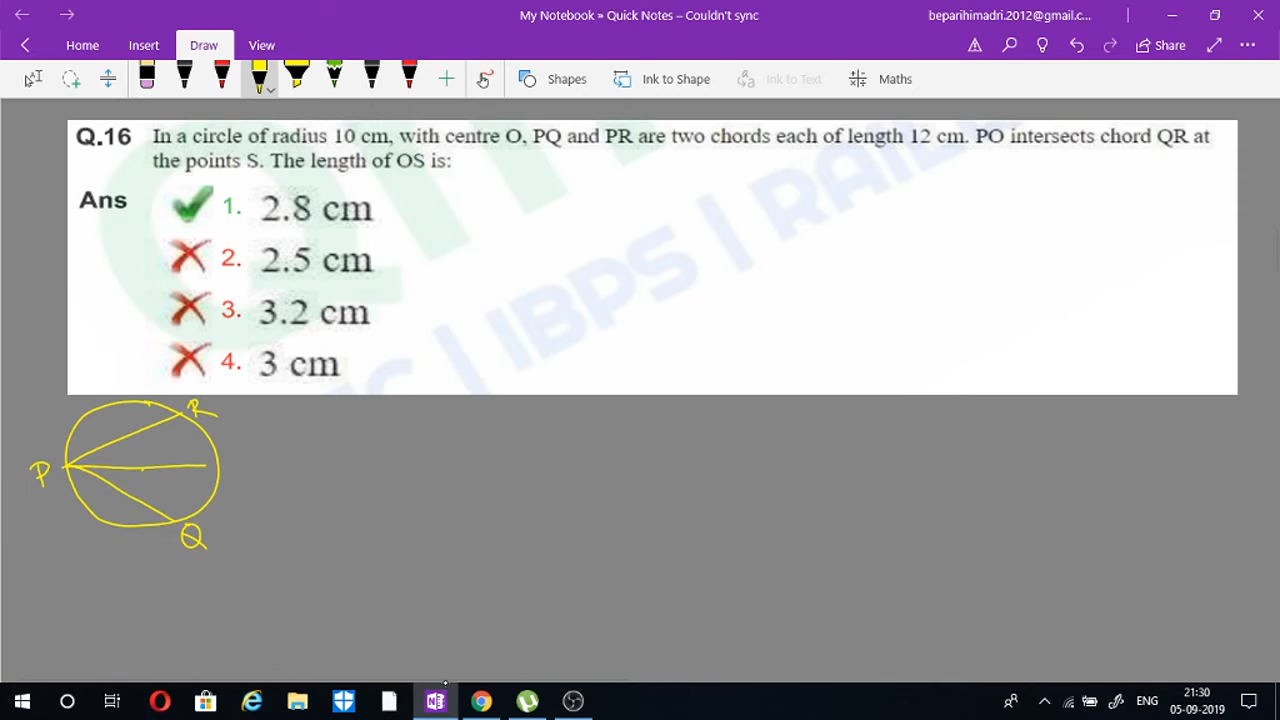 My Notebook » Quick Notes – Couldn't sync
beparihimadri.2012@gmail.c...
Home Insert Draw View
Share
Shapes Ink to Shape Ink to Text Maths
Q.16 In a circle of radius 10 cm, with centre O, PQ and PR are two chords each of length 12 cm. PO intersects chord QR at
the points S. The length of OS is:
Ans
1. 2.8 cm
2. 2.5 cm
3. 3.2 cm
4. 3 cm
| IBPS | RAIL
R
P
Q
ENG
21:30
05-09-2019